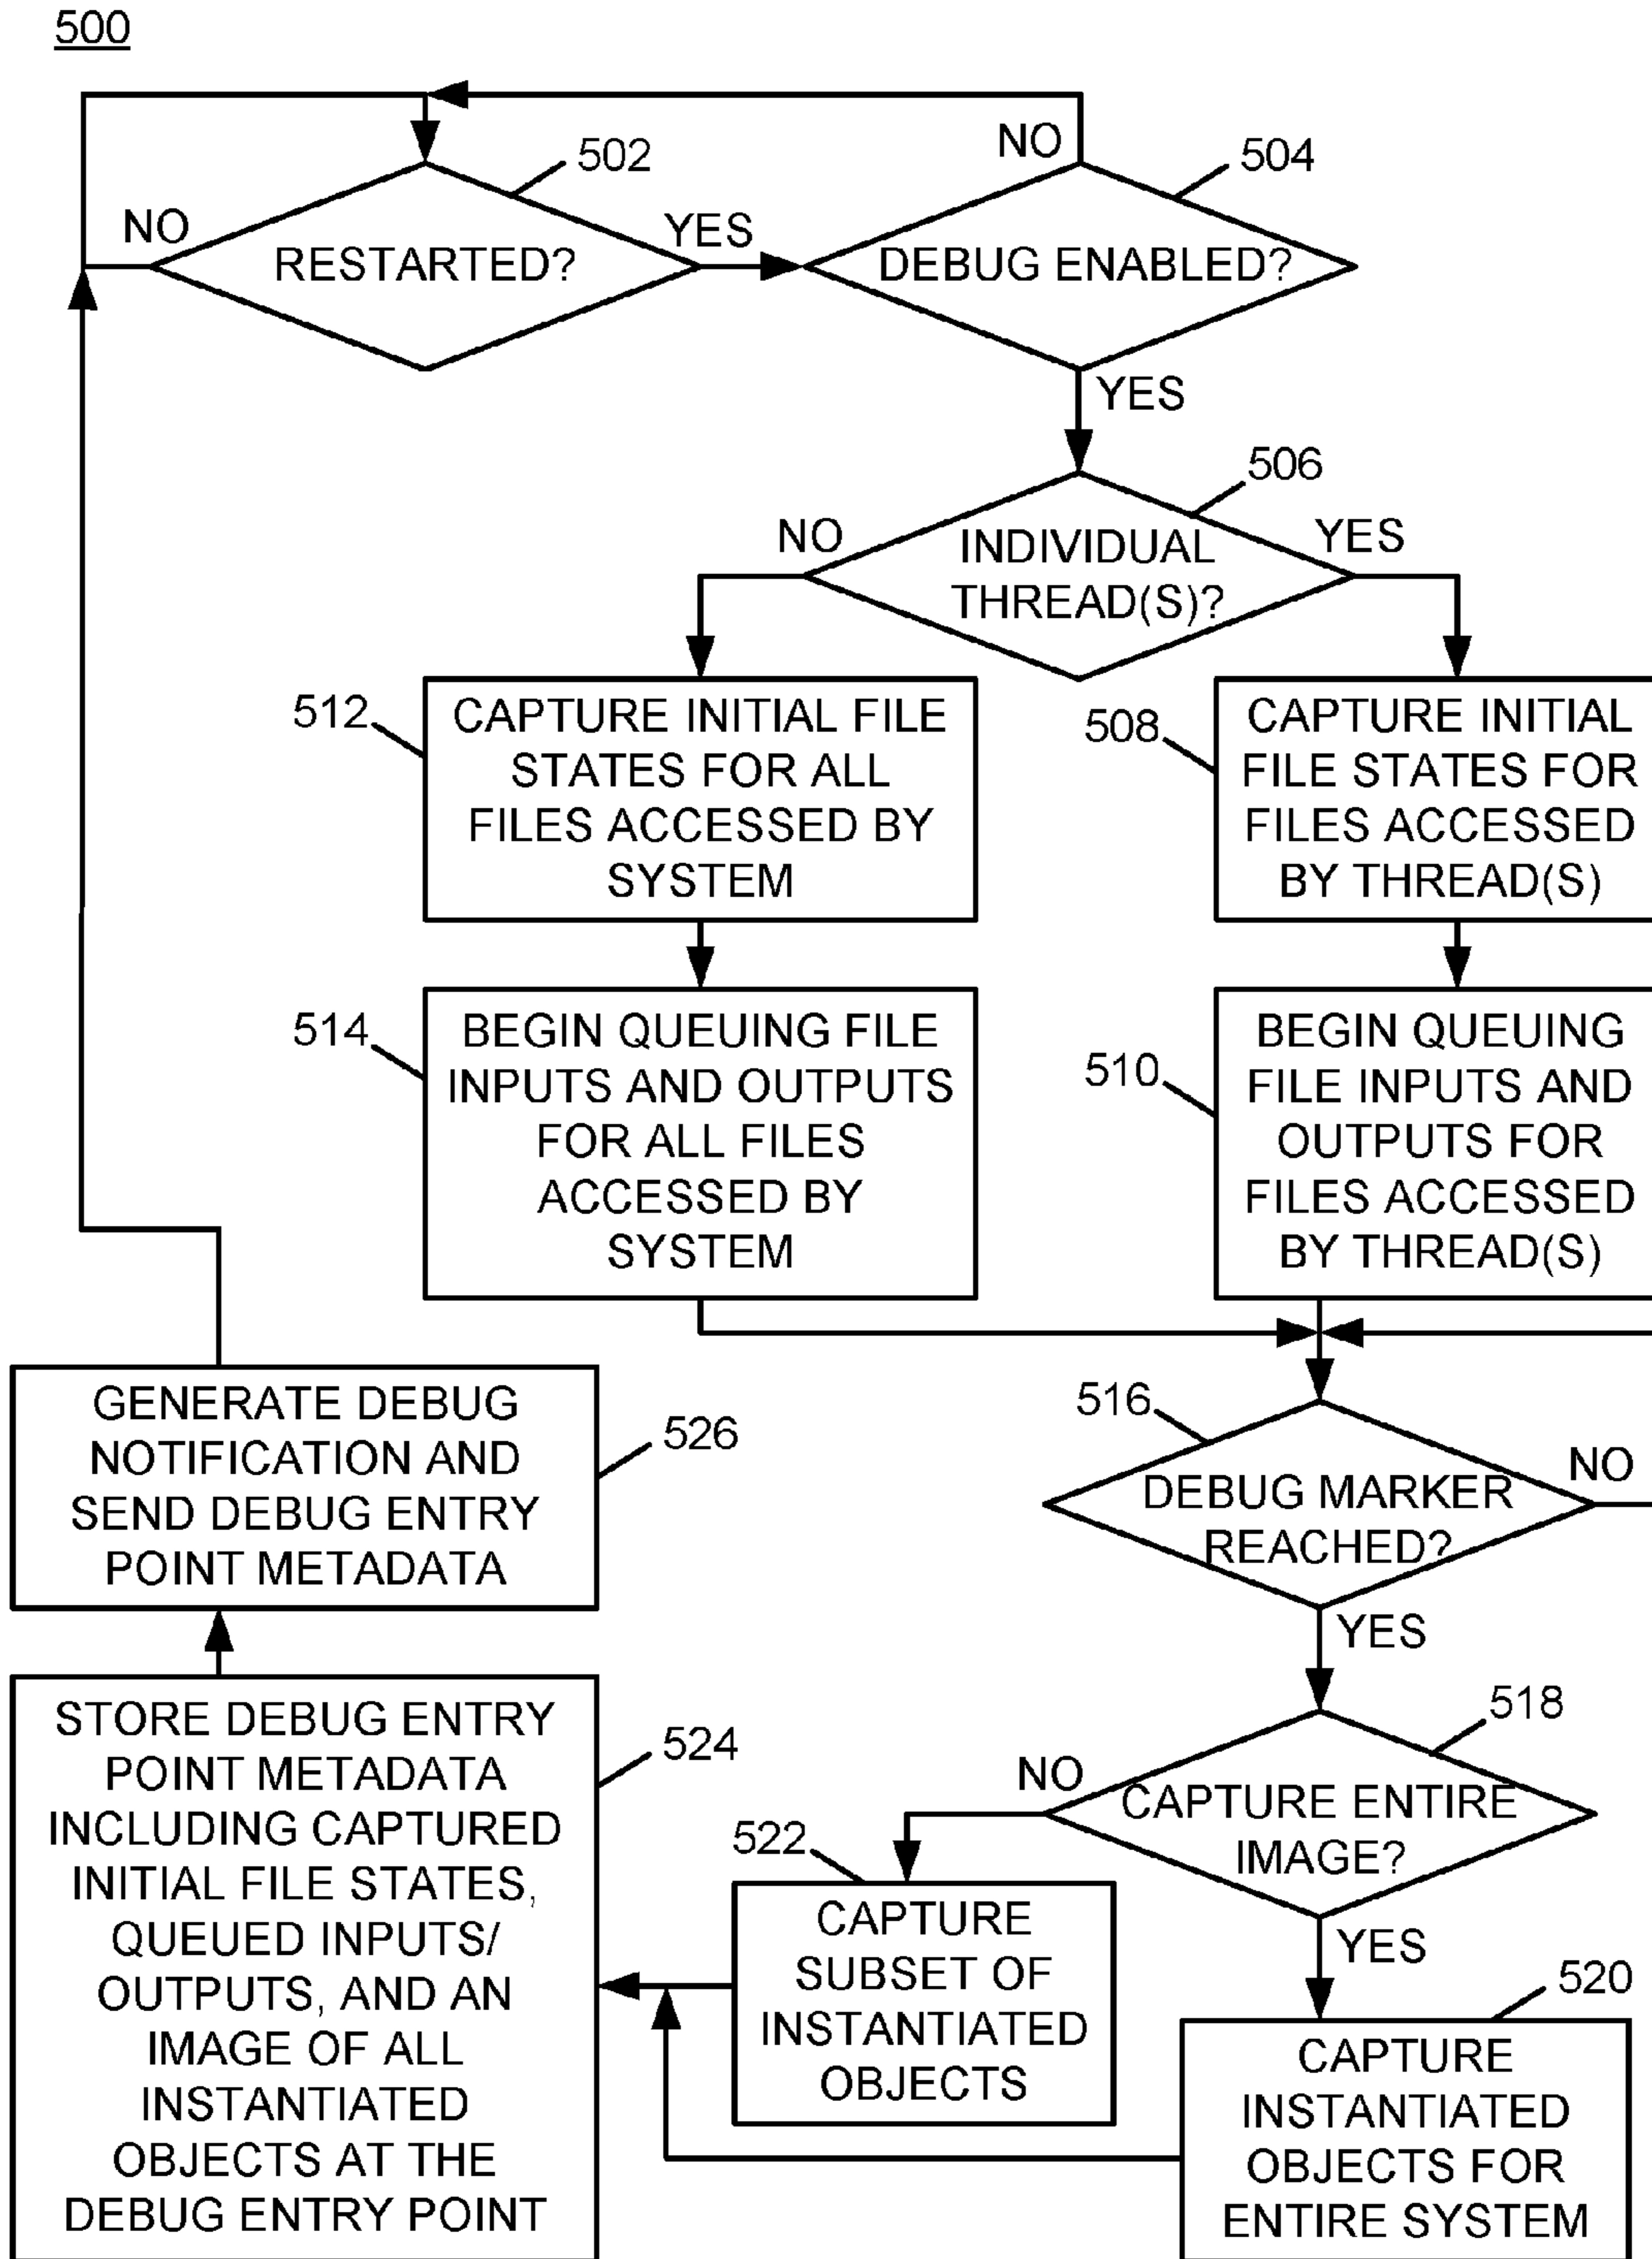 500
502
NO
RESTARTED?
YES
NO
504
DEBUG ENABLED?
YES
506
NO
INDIVIDUAL
THREAD(S)?
YES
512
CAPTURE INITIAL FILE
STATES FOR ALL
FILES ACCESSED BY
SYSTEM
508
CAPTURE INITIAL
FILE STATES FOR
FILES ACCESSED
BY THREAD(S)
514
BEGIN QUEUING FILE
INPUTS AND OUTPUTS
FOR ALL FILES
ACCESSED BY
SYSTEM
510
BEGIN QUEUING
FILE INPUTS AND
OUTPUTS FOR
FILES ACCESSED
BY THREAD(S)
516
DEBUG MARKER
REACHED?
NO
YES
518
NO
CAPTURE ENTIRE
IMAGE?
YES
522
CAPTURE
SUBSET OF
INSTANTIATED
OBJECTS
520
CAPTURE
INSTANTIATED
OBJECTS FOR
ENTIRE SYSTEM
524
STORE DEBUG ENTRY
POINT METADATA
INCLUDING CAPTURED
INITIAL FILE STATES,
QUEUED INPUTS/
OUTPUTS, AND AN
IMAGE OF ALL
INSTANTIATED
OBJECTS AT THE
DEBUG ENTRY POINT
526
GENERATE DEBUG
NOTIFICATION AND
SEND DEBUG ENTRY
POINT METADATA